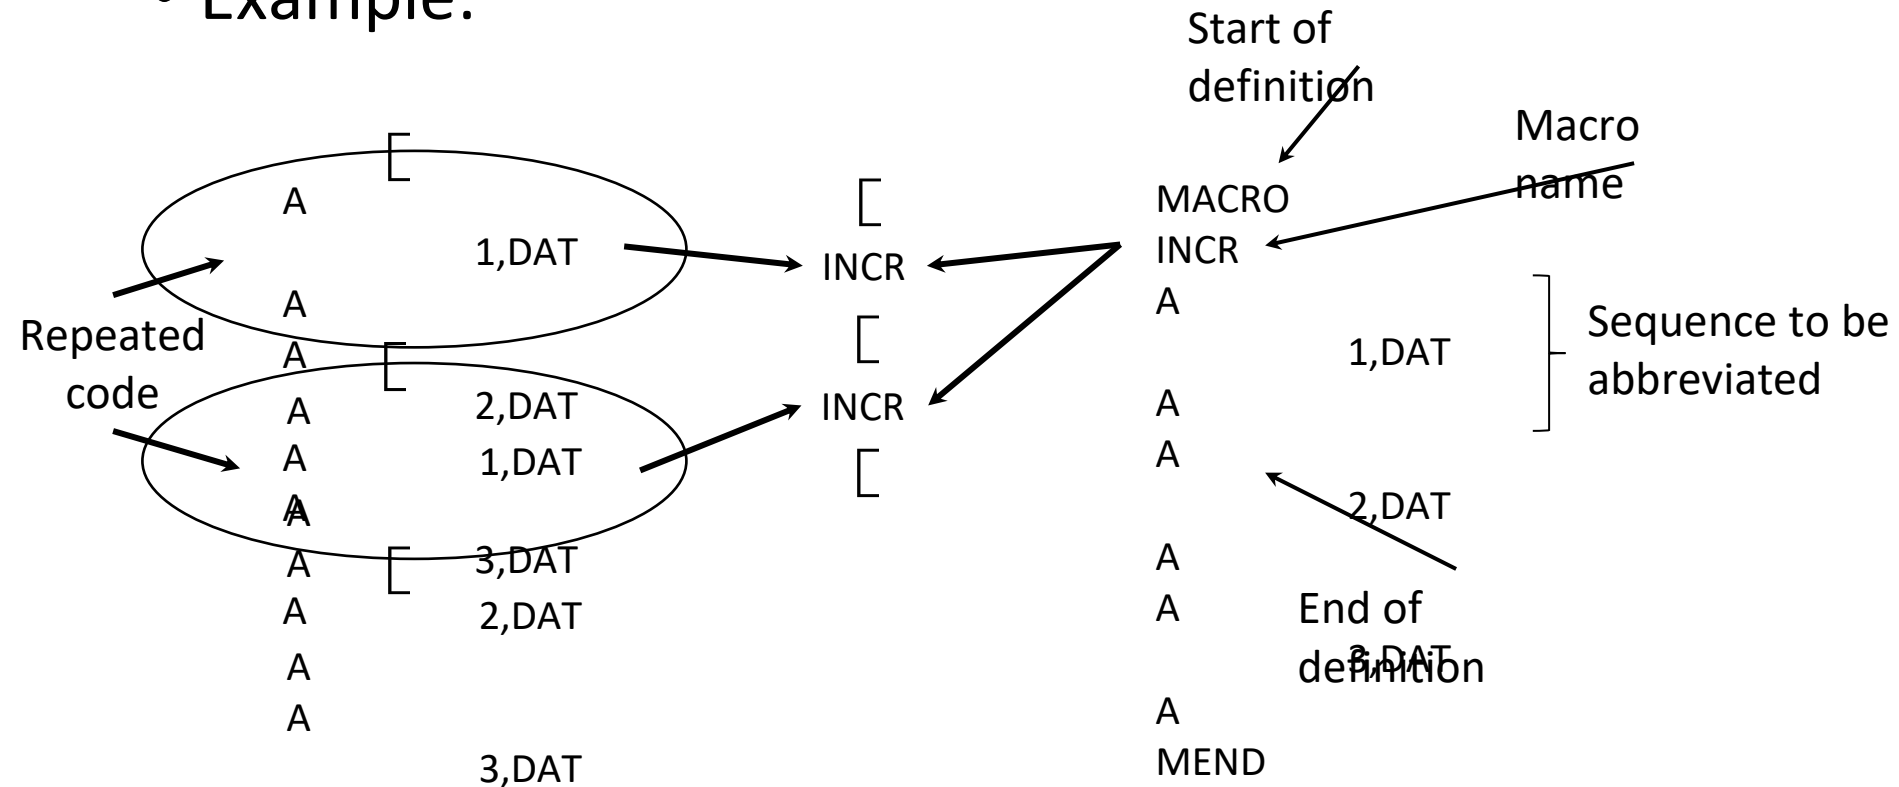 • Example:
Start of
definition
Macro
name
A
1,DAT
A
A
2,DAT
A
1,DAT
A
A
A
3,DAT
A
2,DAT
A
A
A
3,DAT
Repeated
code
INCR
INCR
MACRO
INCR
A
1,DAT
A
A
2,DAT
A
A
3,DAT
A
MEND
Sequence to be
abbreviated
End of
definition